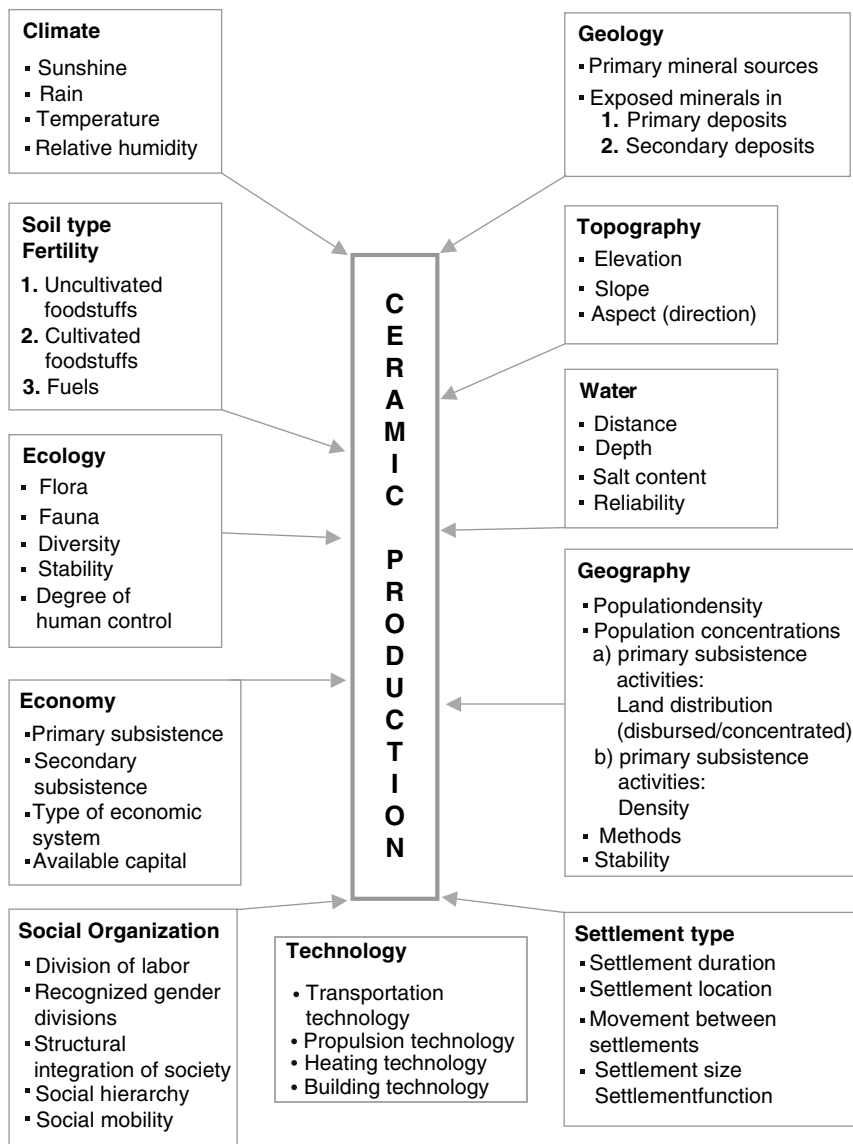 Climate
▪ Sunshine
▪ Rain
▪ Temperature
▪ Relative humidity
Soil type
Fertility
1. Uncultivated
foodstuffs
2. Cultivated
foodstuffs
3. Fuels
Ecology
▪ Flora
▪ Fauna
▪ Diversity
▪ Stability
▪ Degree of
human control
Economy
▪ Primary subsistence
▪ Secondary
subsistence
▪ Type of economic
system
▪ Available capital
Social Organization
▪ Division of labor
▪ Recognized gender
divisions
▪ Structural
integration of society
▪ Social hierarchy
▪ Social mobility
CERAMIC PRODUCTION
Technology
• Transportation
technology
• Propulsion technology
• Heating technology
• Building technology
Geology
▪ Primary mineral sources
▪ Exposed minerals in
1. Primary deposits
2. Secondary deposits
Topography
▪ Elevation
▪ Slope
▪ Aspect (direction)
Water
▪ Distance
▪ Depth
▪ Salt content
▪ Reliability
Geography
▪ Populationdensity
▪ Population concentrations
a) primary subsistence
activities:
Land distribution
(disbursed/concentrated)
b) primary subsistence
activities:
Density
▪ Methods
▪ Stability
Settlement type
▪ Settlement duration
▪ Settlement location
▪ Movement between
settlements
▪ Settlement size
Settlementfunction